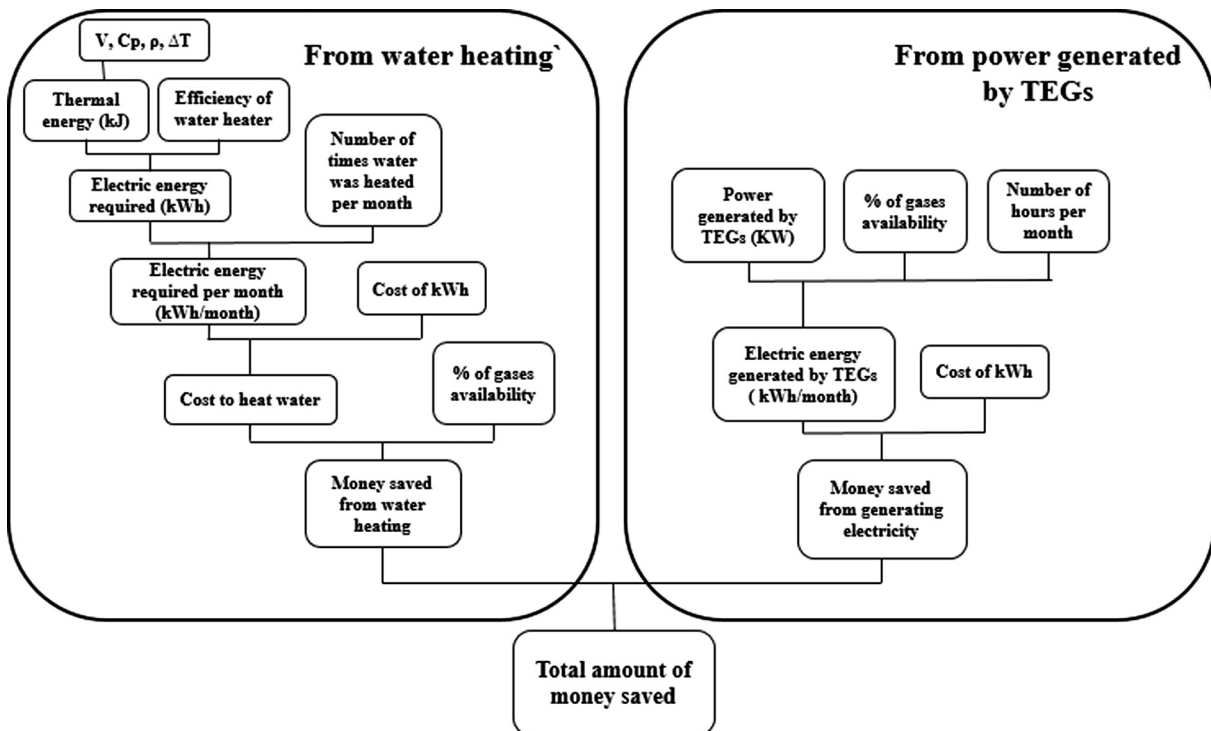 From water heating`
V, Cp, ρ, ΔT
Thermal
energy (kJ)
Efficiency of
water heater
Number of
times water
was heated
per month
Electric energy
required (kWh)
Electric energy
required per month
(kWh/month)
Cost of kWh
Cost to heat water
% of gases
availability
Money saved
from water
heating
From power generated
by TEGs
Power
generated by
TEGs (KW)
% of gases
availability
Number of
hours per
month
Electric energy
generated by TEGs
( kWh/month)
Cost of kWh
Money saved
from generating
electricity
Total amount of
money saved